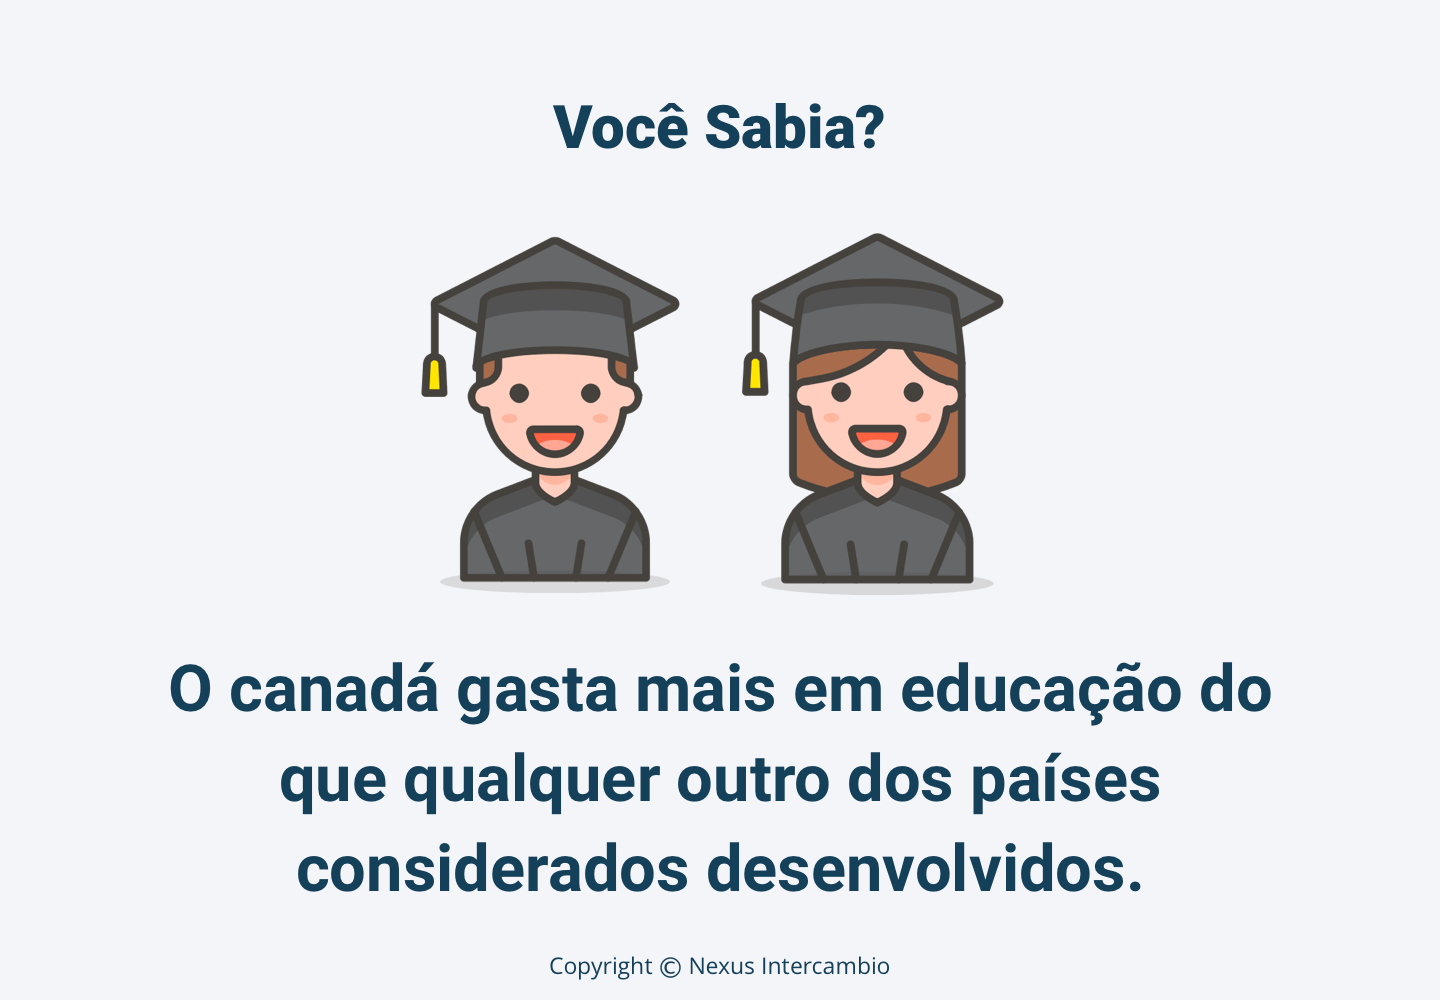 Você Sabia?
O canadá gasta mais em educação do
que qualquer outro dos países
considerados desenvolvidos.
Copyright © Nexus Intercambio